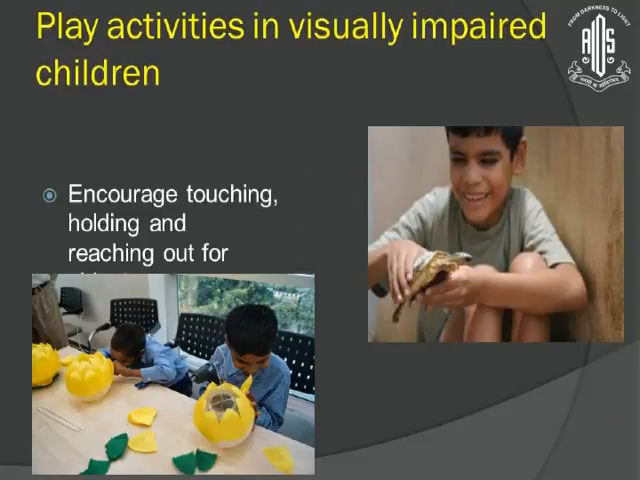 Play activities in visually impaired
children
FROM DARKNESS TO LIGHT
Encourage touching,
holding and
reaching out for